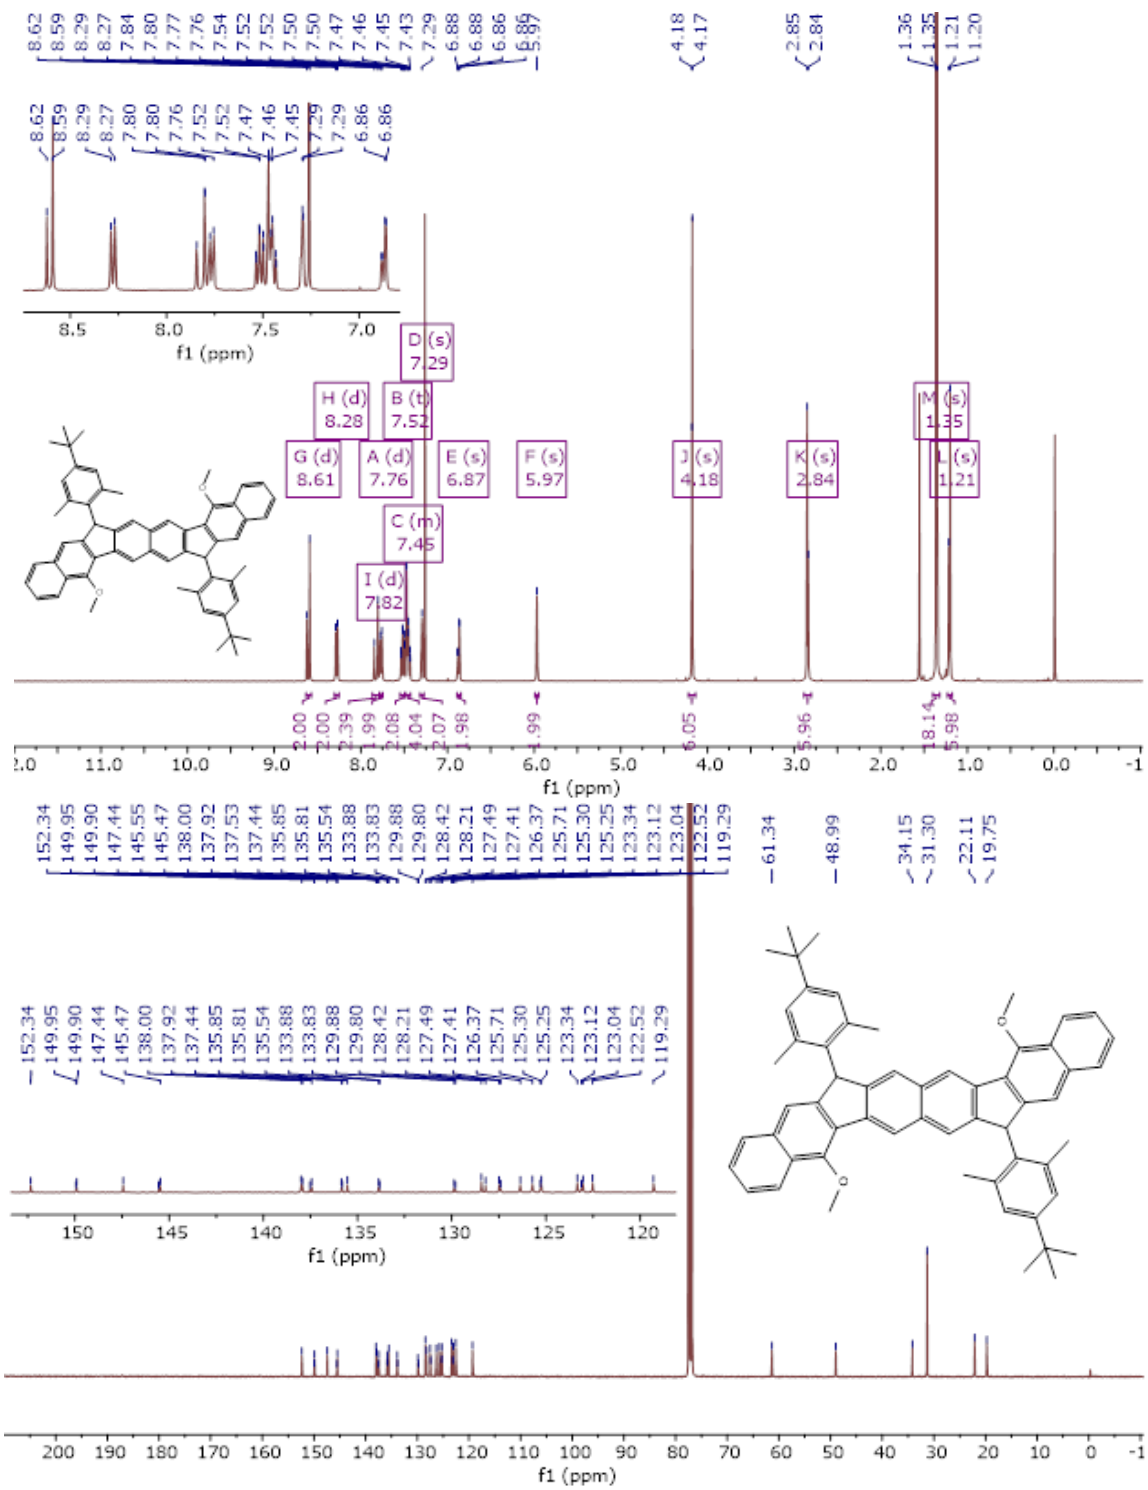 8.62 8.59 8.29 8.27 7.84 7.80 7.77 7.76 7.54 7.52 7.52 7.50 7.50 7.47 7.46 7.45 7.43 7.29 6.88 6.88 6.86 6.86 5.97 4.18 4.17 2.85 2.84 1.36 1.35 1.21 1.20
8.62 8.59 8.29 8.27 7.80 7.80 7.76 7.52 7.52 7.47 7.46 7.45 7.29 7.29 6.86 6.86
8.5 8.0 7.5 7.0
f1 (ppm)
D (s) 7.29
H (d) 8.28
B (t) 7.52
M (s) 1.35
G (d) 8.61
A (d) 7.76
E (s) 6.87
F (s) 5.97
J (s) 4.18
K (s) 2.84
L (s) 1.21
C (m) 7.45
I (d) 7.82
O
O
2.00 2.00 2.39 1.99 2.08 4.04 2.07 1.98 1.99 6.05 5.96 18.14 5.98
2.0 11.0 10.0 9.0 8.0 7.0 6.0 5.0 4.0 3.0 2.0 1.0 0.0 -1
f1 (ppm)
152.34 149.95 149.90 147.44 145.55 145.47 138.00 137.92 137.53 137.44 135.85 135.81 135.54 133.88 133.83 129.88 129.80 128.42 128.21 127.49 127.41 126.37 125.71 125.30 125.25 123.34 123.12 123.04 122.52 119.29 61.34 48.99 34.15 31.30 22.11 19.75
152.34 149.95 149.90 147.44 145.47 138.00 137.92 137.44 135.85 135.81 135.54 133.88 133.83 129.88 129.80 128.42 128.21 127.49 127.41 126.37 125.71 125.30 125.25 123.34 123.12 123.04 122.52 119.29
O
O
150 145 140 135 130 125 120
f1 (ppm)
200 190 180 170 160 150 140 130 120 110 100 90 80 70 60 50 40 30 20 10 0 -1
f1 (ppm)